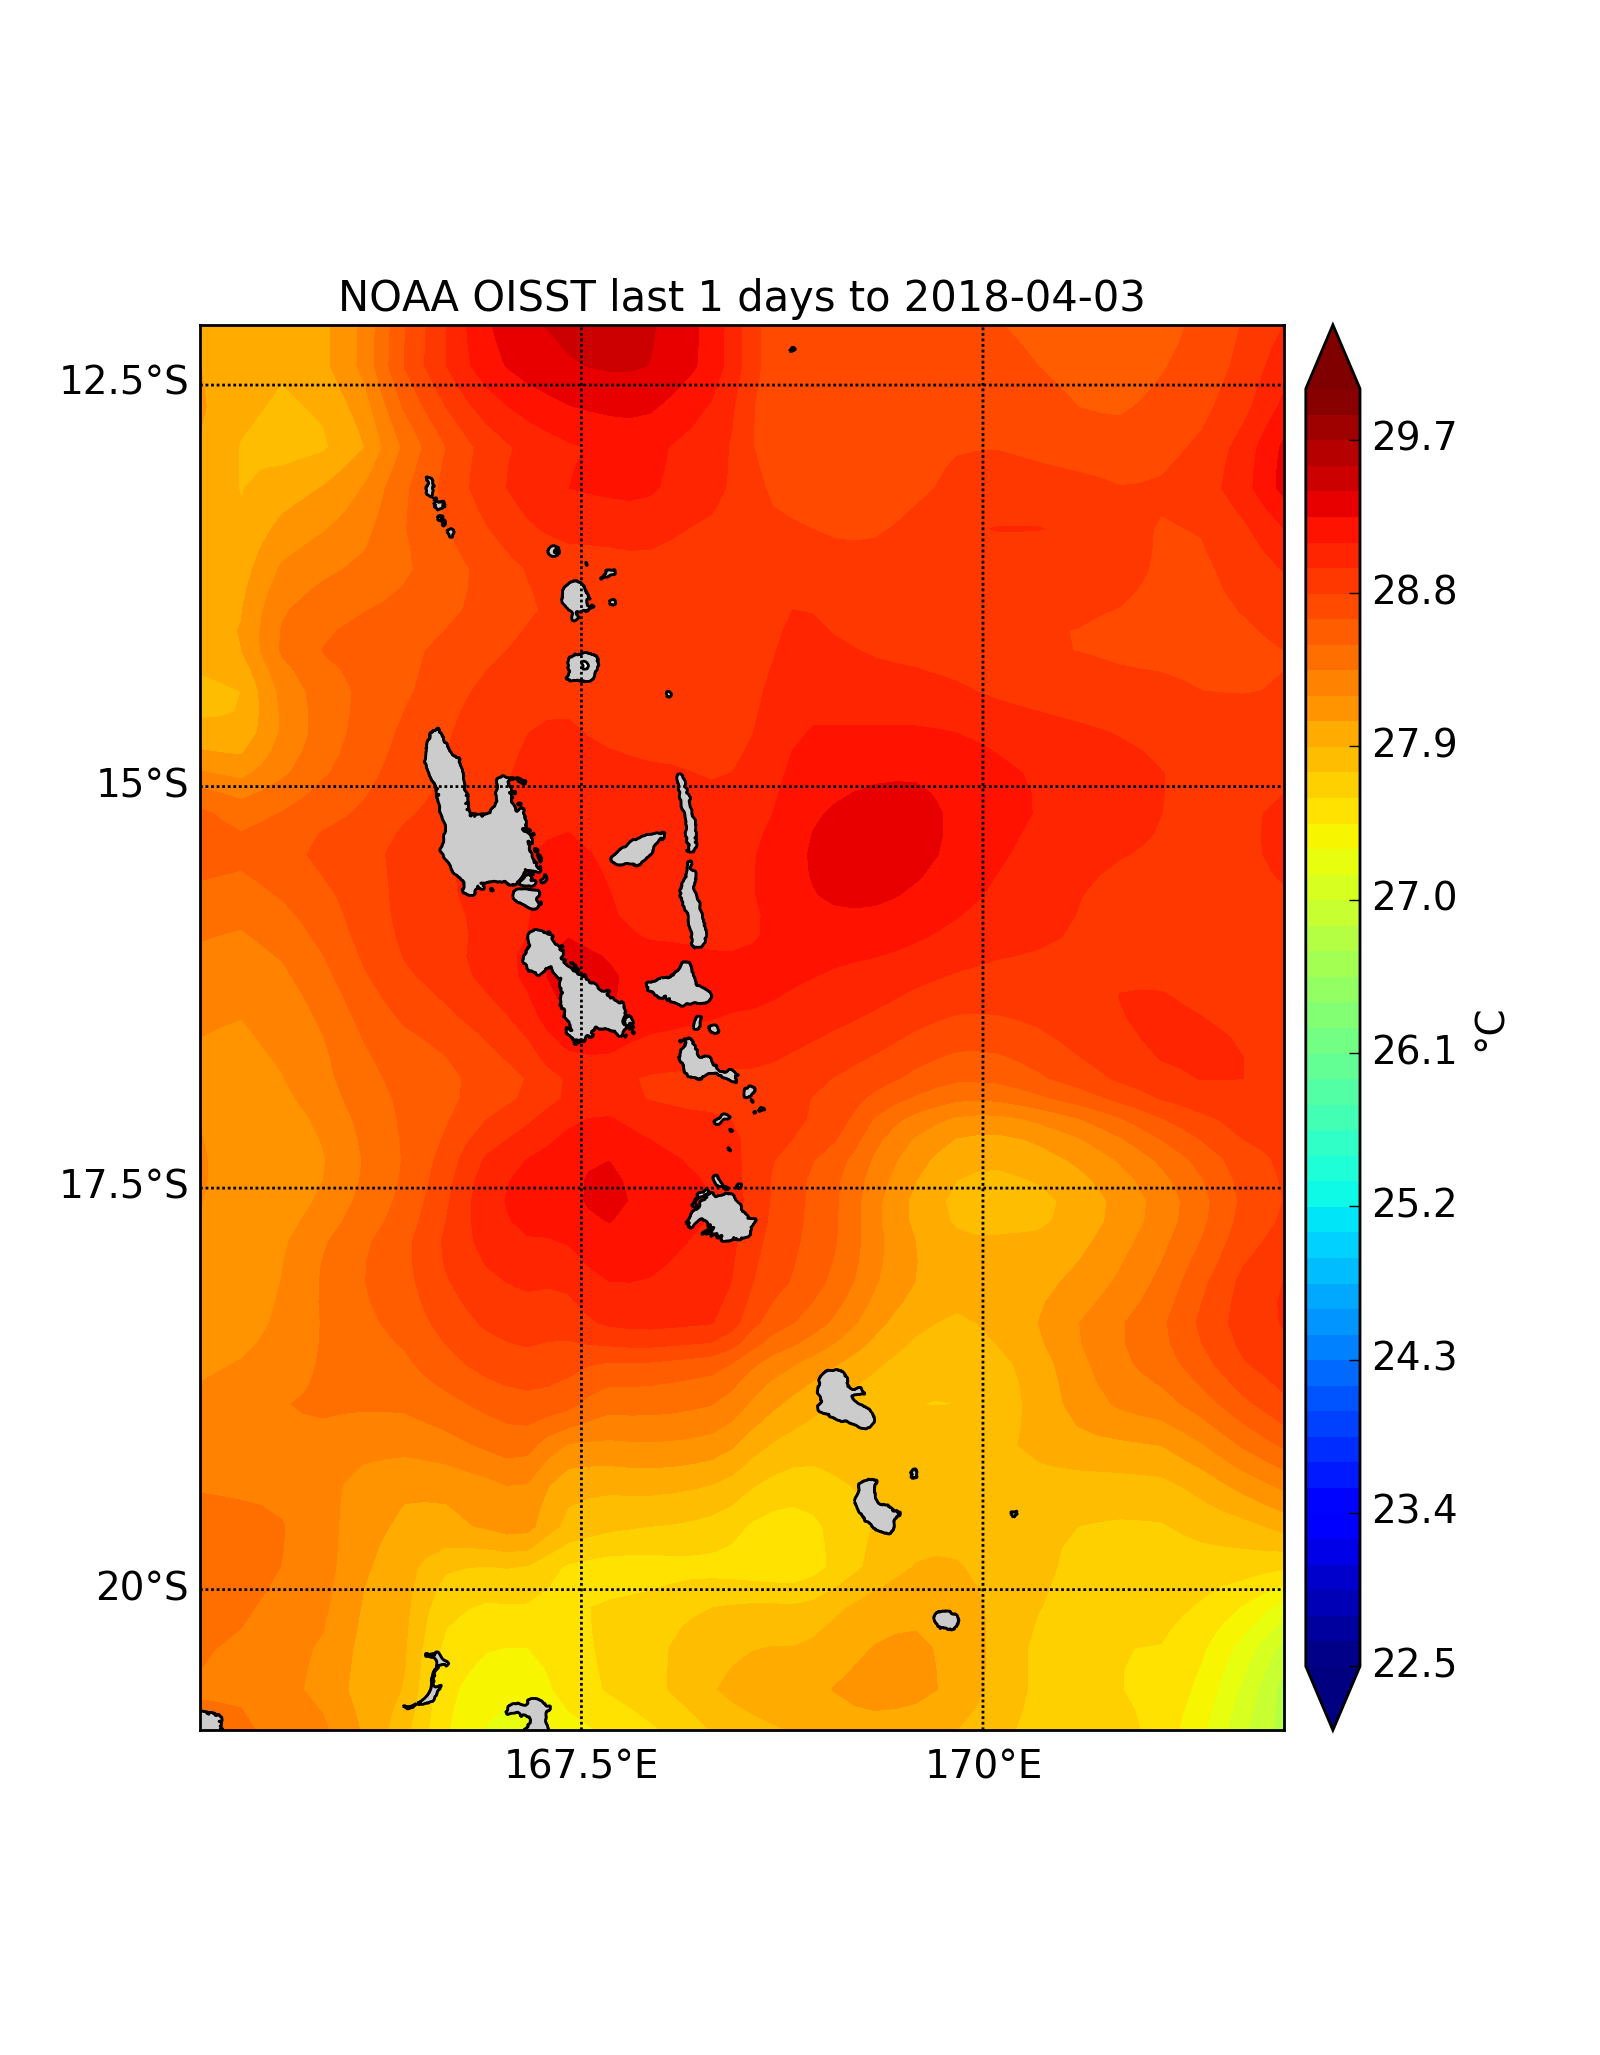 NOAA OISST last 1 days to 2018-04-03
12.5°S
15°S
17.5°S
20°S
167.5°E
170°E
29.7
28.8
27.9
27.0
26.1
25.2
24.3
23.4
22.5
°C